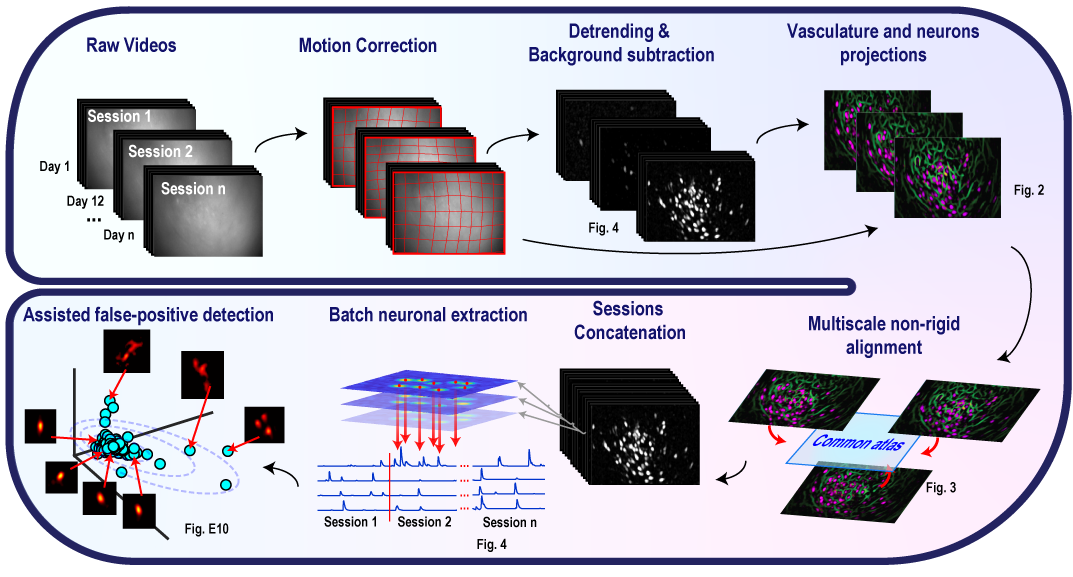 Raw Videos
Motion Correction
Detrending &
Background subtraction
Vasculature and neurons
projections
Session 1
Session 2
Session n
Day 1
Day 12
...
Day n
Fig. 4
Fig. 2
Assisted false-positive detection
Batch neuronal extraction
Sessions
Concatenation
Multiscale non-rigid
alignment
Common atlas
Fig. 3
...
...
Session 1
Session 2
Session n
Fig. 4
Fig. E10